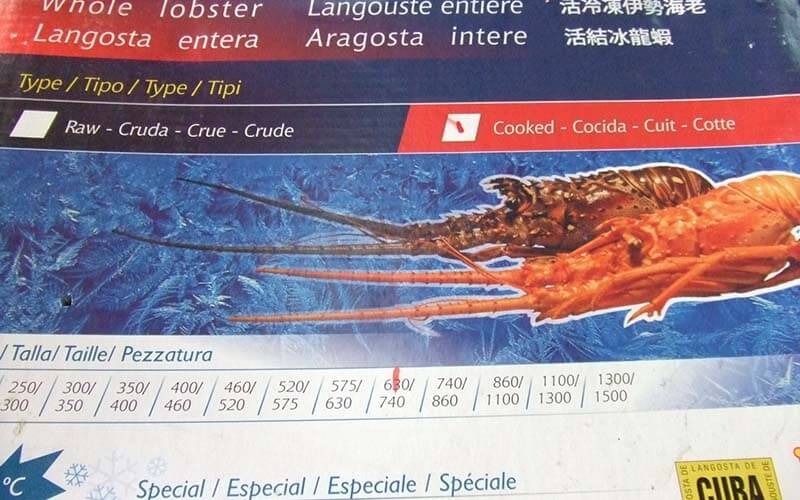 Whole lobster Langouste entière 活冷凍伊勢海老
Langosta entera Aragosta intere 活結冰龍蝦
Type / Tipo / Type / Tipi
Raw - Cruda - Crue - Crude
Cooked - Cocida - Cuit - Cotte
/ Talla/ Taille/ Pezzatura
250/ 300/ 350/ 400/ 460/ 520/ 575/ 630/ 740/ 860/ 1100/ 1300/
300 350 400 460 520 575 630 740 860 1100 1300 1500
°C
Special / Especial / Especiale / Spéciale
LANGOSTA DE
CUBA